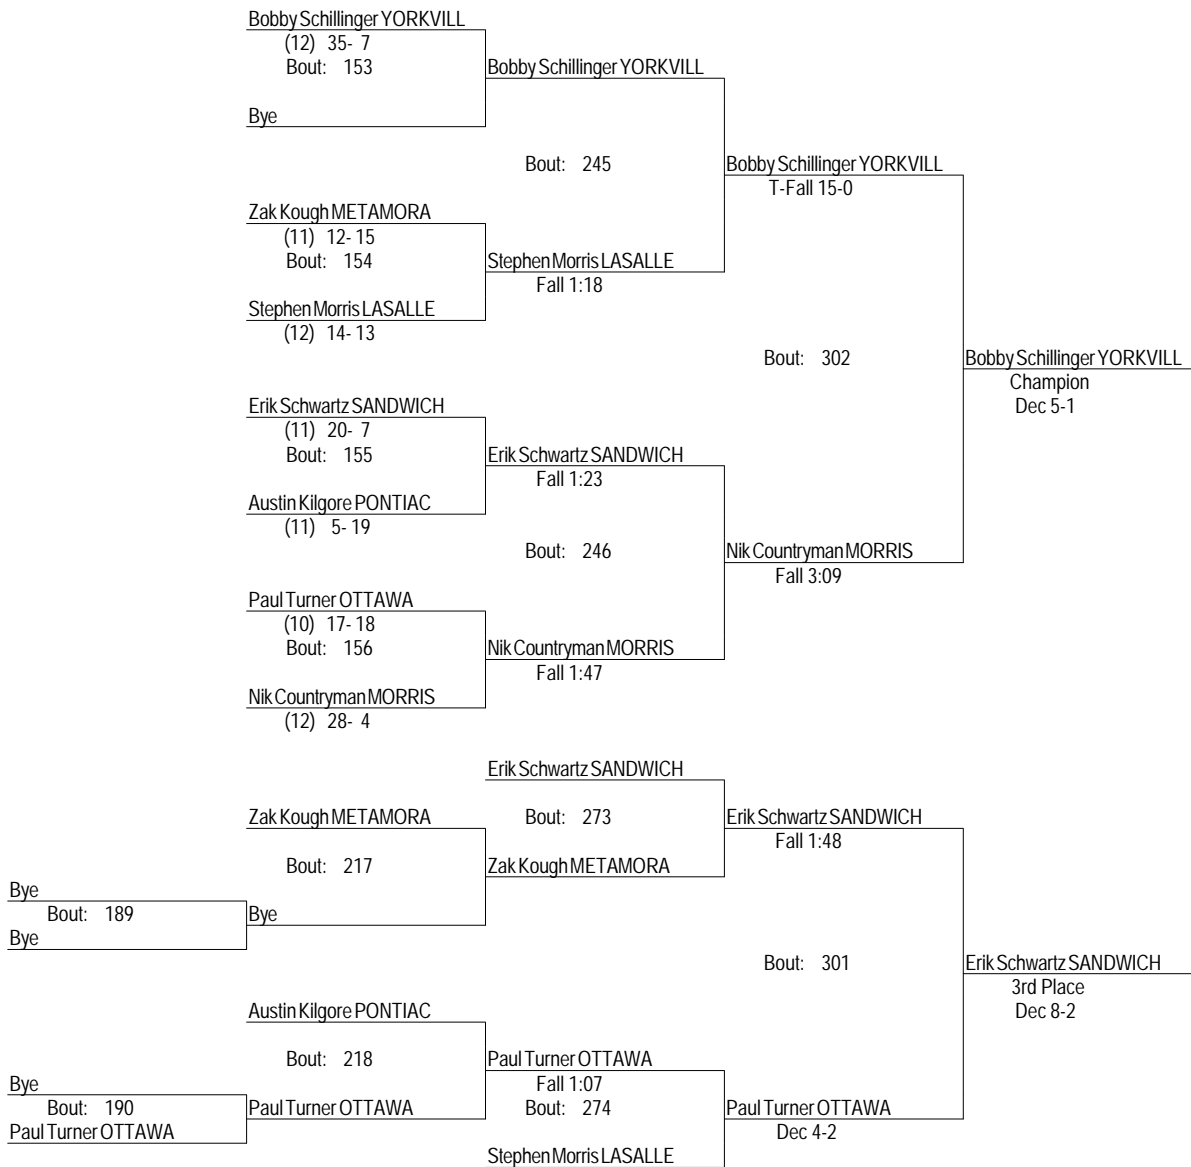 Bobby Schillinger YORKVILL
(12) 35- 7
Bout: 153
Bobby Schillinger YORKVILL
Bye
Bout: 245
Bobby Schillinger YORKVILL
T-Fall 15-0
Zak Kough METAMORA
(11) 12- 15
Bout: 154
Stephen Morris LASALLE
Fall 1:18
Stephen Morris LASALLE
(12) 14- 13
Bout: 302
Bobby Schillinger YORKVILL
Champion
Dec 5-1
Erik Schwartz SANDWICH
(11) 20- 7
Bout: 155
Erik Schwartz SANDWICH
Fall 1:23
Austin Kilgore PONTIAC
(11) 5- 19
Bout: 246
Nik Countryman MORRIS
Fall 3:09
Paul Turner OTTAWA
(10) 17- 18
Bout: 156
Nik Countryman MORRIS
Fall 1:47
Nik Countryman MORRIS
(12) 28- 4
Erik Schwartz SANDWICH
Zak Kough METAMORA
Bout: 273
Erik Schwartz SANDWICH
Fall 1:48
Bout: 217
Zak Kough METAMORA
Bye
Bout: 189
Bye
Bye
Bout: 301
Erik Schwartz SANDWICH
3rd Place
Dec 8-2
Austin Kilgore PONTIAC
Bout: 218
Paul Turner OTTAWA
Fall 1:07
Bye
Bout: 190
Paul Turner OTTAWA
Bout: 274
Paul Turner OTTAWA
Dec 4-2
Paul Turner OTTAWA
Stephen Morris LASALLE